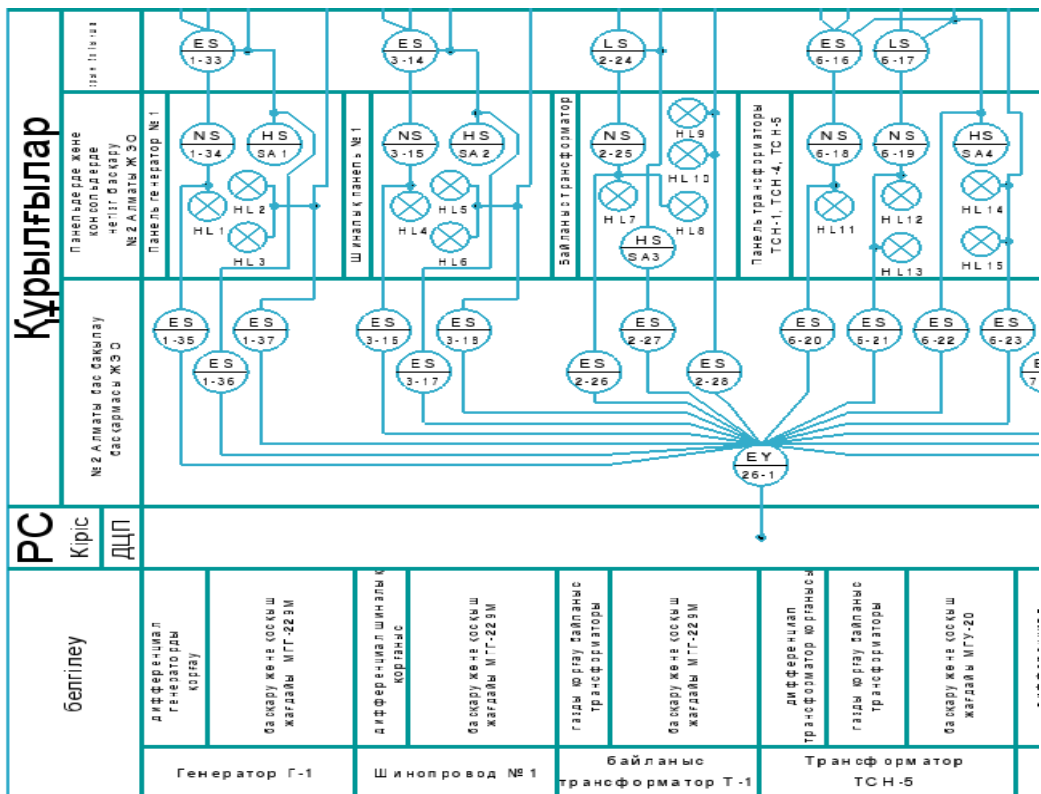 Құрылғылар
Панельдерде және
консольдерде
негізгі басқару
№2 Алматы ЖЭО
№2 Алматы бас бақылау
басқармасы ЖЭО
Панель генератор №1
Шиналық панель №1
Байланыс трансформатор
Панель трансформаторы
ТСН-1, ТСН-4, ТСН-5
ES
1-33
ES
3-14
LS
2-24
ES
6-16
LS
6-17
NS
1-34
HS
SA1
NS
3-15
HS
SA2
NS
2-25
HL9
NS
6-18
NS
6-19
HS
SA4
HL10
HL1
HL2
HL3
HL4
HL5
HL6
HL7
HL8
HS
SA3
HL11
HL12
HL13
HL14
HL15
ES
1-35
ES
1-36
ES
1-37
ES
3-16
ES
3-17
ES
3-18
ES
2-26
ES
2-27
ES
2-28
ES
6-20
ES
6-21
ES
6-22
ES
6-23
EY
26-1
РС
Кіріс
ДЦП
белгілеу
дифференциал
генераторды
қорғау
басқару және қосқыш
жағдайы МГГ-229М
дифференциал шиналық
қорғаныс
басқару және қосқыш
жағдайы МГГ-229М
газды қорғау байланыс
трансформаторы
басқару және қосқыш
жағдайы МГГ-229М
дифференциал
трансформатор қорғанысы
газды қорғау байланыс
трансформаторы
басқару және қосқыш
жағдайы МГУ-20
Генератор Г-1
Шинопровод №1
байланыс
трансформатор Т-1
Трансформатор
ТСН-5